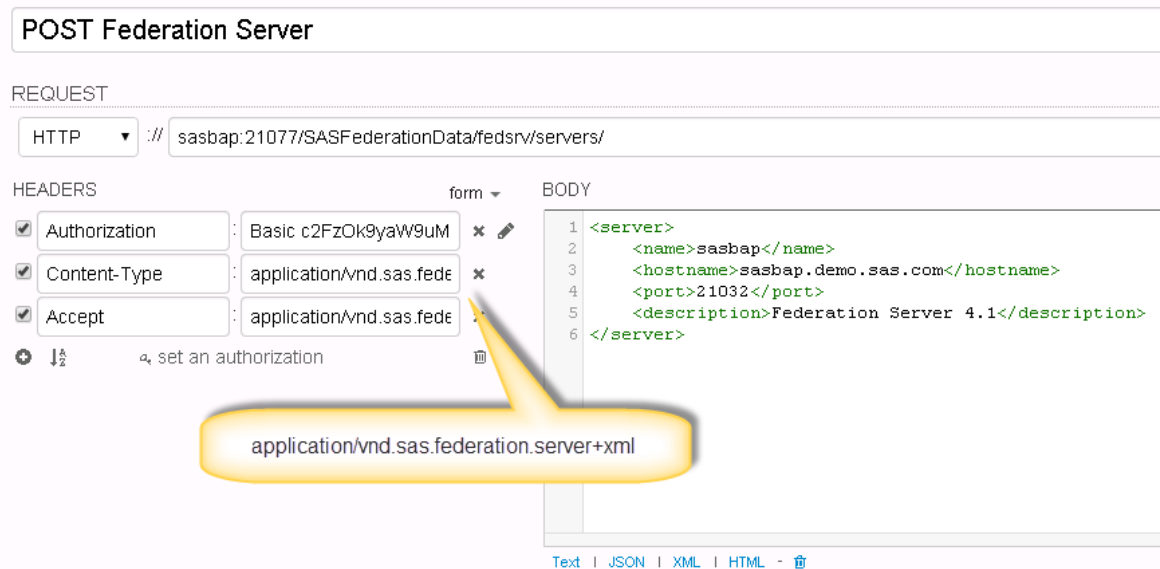 POST Federation Server
REQUEST
HTTP :// sasbap:21077/SASFederationData/fedsrv/servers/
HEADERS form
Authorization : Basic c2FzOk9yaW9uM
Content-Type : application/vnd.sas.fede
Accept : application/vnd.sas.fede
set an authorization
application/vnd.sas.federation.server+xml
BODY
1 <server>
2 <name>sasbap</name>
3 <hostname>sasbap.demo.sas.com</hostname>
4 <port>21032</port>
5 <description>Federation Server 4.1</description>
6 </server>
Text | JSON | XML | HTML -